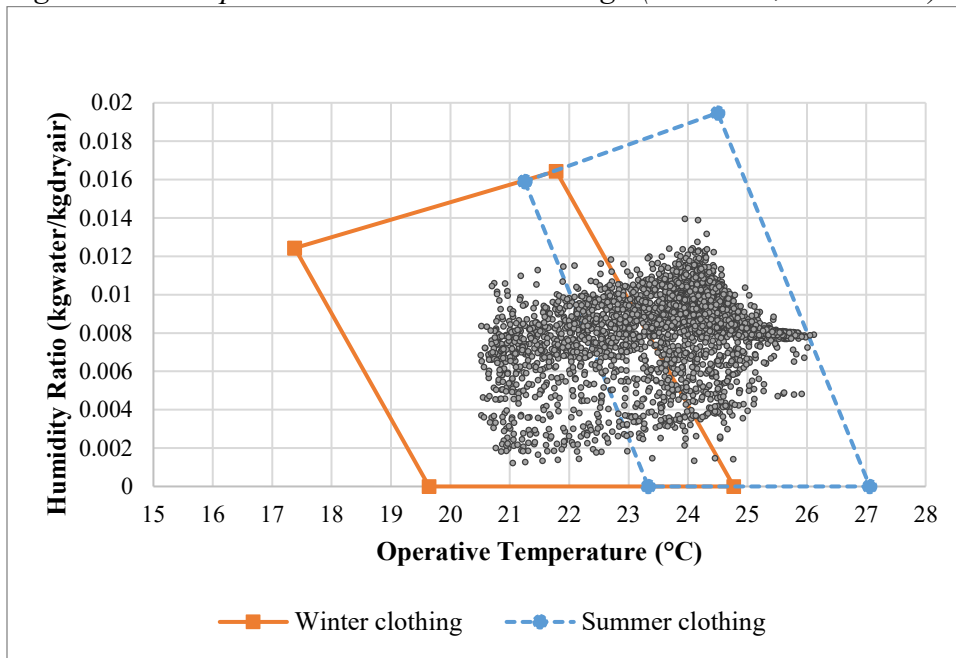 Humidity Ratio (kgwater/kgdryair)
0.02
0.018
0.016
0.014
0.012
0.01
0.008
0.006
0.004
0.002
0
15 16 17 18 19 20 21 22 23 24 25 26 27 28
Operative Temperature (°C)
Winter clothing Summer clothing